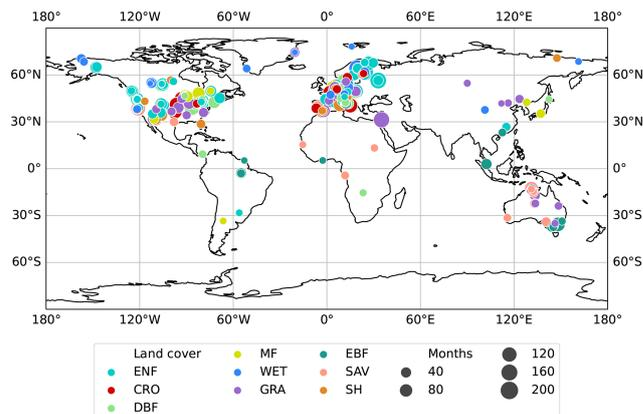 180° 120°W 60°W 0° 60°E 120°E 180°
60°N 60°N
30°N 30°N
0° 0°
30°S 30°S
60°S 60°S
180° 120°W 60°W 0° 60°E 120°E 180°
Land cover MF EBF Months 120
ENF WET SAV 40 160
CRO GRA SH 80 200
DBF